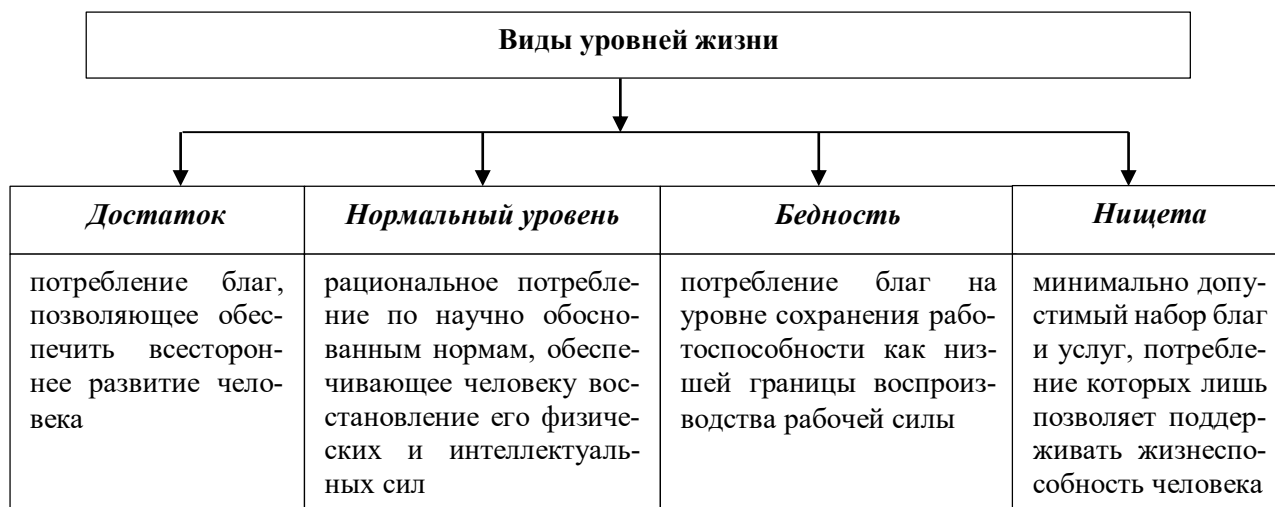 Виды уровней жизни
Достаток
потребление благ,
позволяющее обес-
печить всесторон-
нее развитие чело-
века
Нормальный уровень
рациональное потребле-
ние по научно обосно-
ванным нормам, обеспе-
чивающее человеку вос-
становление его физиче-
ских и интеллектуаль-
ных сил
Бедность
потребление благ на
уровне сохранения рабо-
тоспособности как низ-
шей границы воспроиз-
водства рабочей силы
Нищета
минимально допу-
стимый набор благ
и услуг, потребле-
ние которых лишь
позволяет поддер-
живать жизнеспо-
собность человека